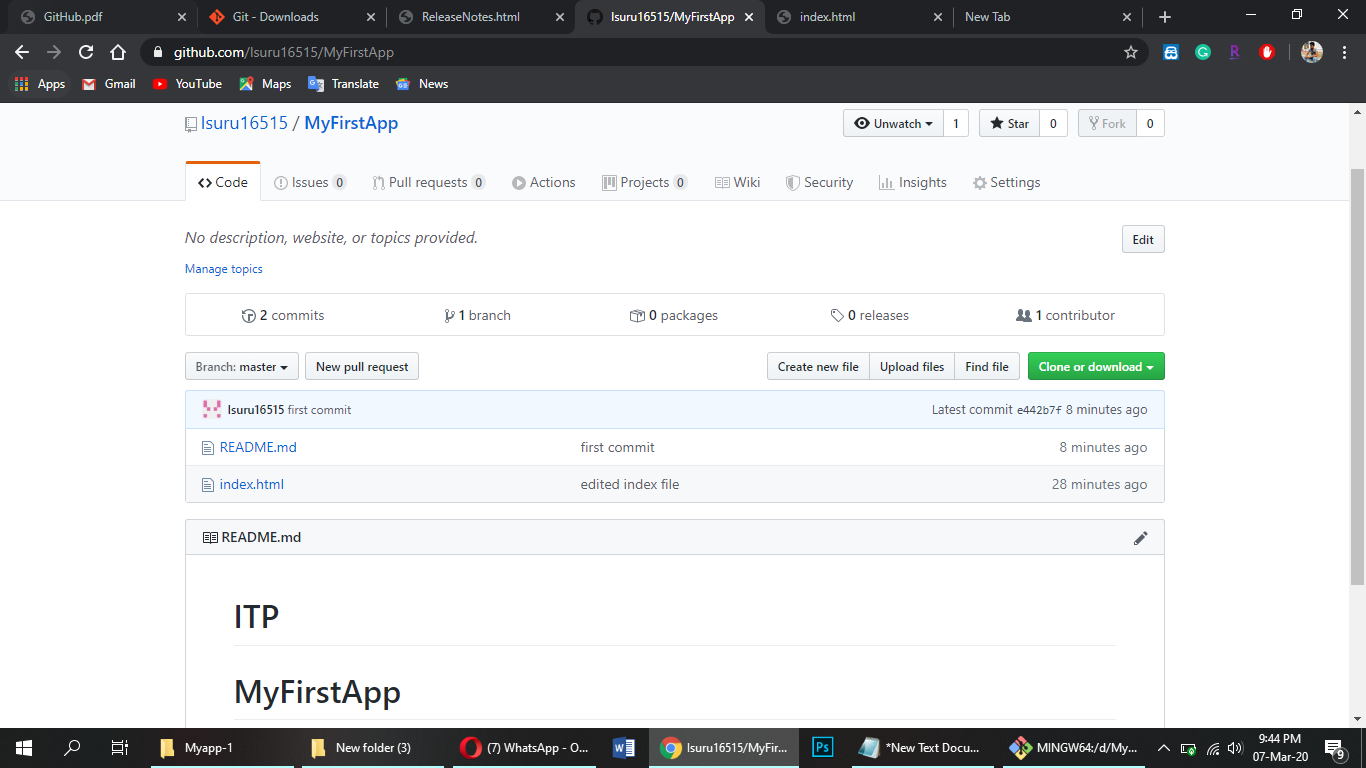 GitHub.pdf
Git - Downloads
ReleaseNotes.html
Isuru16515/MyFirstApp
index.html
New Tab
github.com/Isuru16515/MyFirstApp
Apps
Gmail
YouTube
Maps
Translate
News
Isuru16515 / MyFirstApp
Unwatch 1
Star 0
Fork 0
Code
Issues 0
Pull requests 0
Actions
Projects 0
Wiki
Security
Insights
Settings
No description, website, or topics provided.
Edit
Manage topics
2 commits
1 branch
0 packages
0 releases
1 contributor
Branch: master
New pull request
Create new file
Upload files
Find file
Clone or download
Isuru16515 first commit
Latest commit e442b7f 8 minutes ago
README.md first commit 8 minutes ago
index.html edited index file 28 minutes ago
README.md
ITP
MyFirstApp
Myapp-1
New folder (3)
(7) WhatsApp - O...
W
Isuru16515/MyFir...
Ps
*New Text Docu...
MINGW64:/d/My...
9:44 PM
07-Mar-20
9